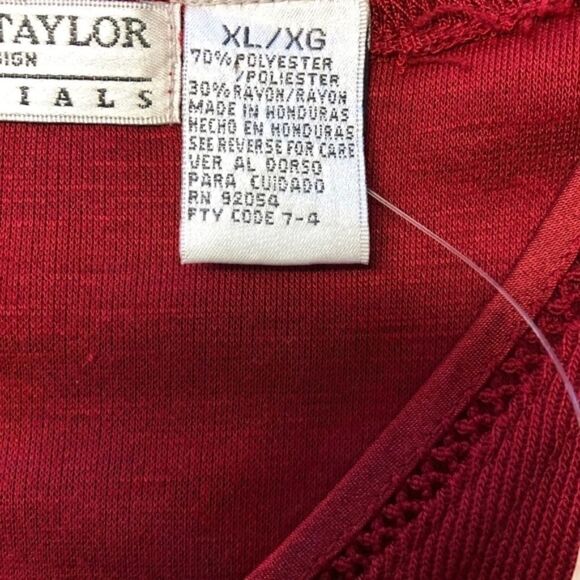 TAYLOR
SIGN
IALS
XL/XG
70% POLYESTER
/POLIESTER
30% RAYON/RAYON
MADE IN HONDURAS
HECHO EN HONDURAS
SEE REVERSE FOR CARE
VER AL DORSO
PARA CUIDADO
RN 92054
FTY CODE 7-4